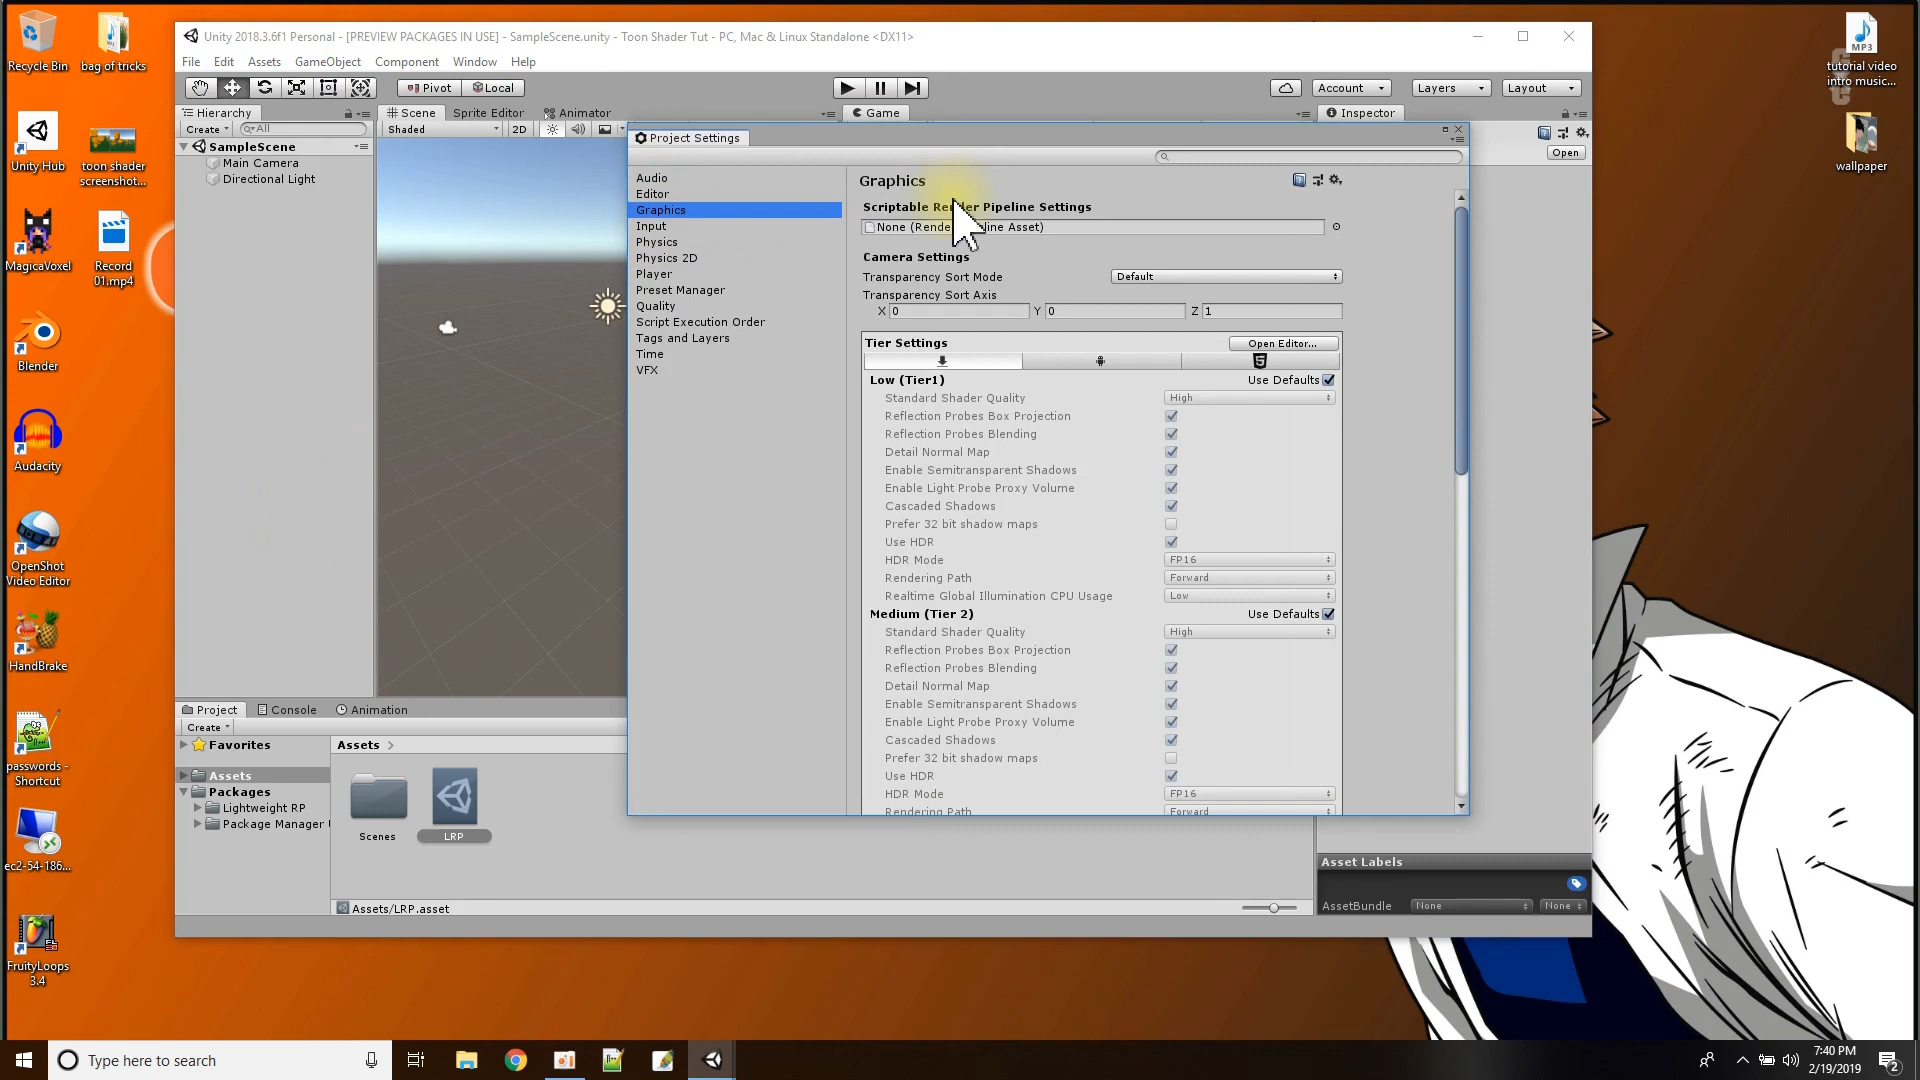 Unity 2018.3.6f1 Personal - [PREVIEW PACKAGES IN USE] - SampleScene.unity - Toon Shader Tut - PC, Mac & Linux Standalone <DX11>
File Edit Assets GameObject Component Window Help
Pivot Local Account Layers Layout
Hierarchy
Create All
SampleScene
Main Camera
Directional Light
Scene Sprite Editor Animator
Shaded 2D
Game
Inspector
Open
Project Settings
Audio
Editor
Graphics
Input
Physics
Physics 2D
Player
Preset Manager
Quality
Script Execution Order
Tags and Layers
Time
VFX
Graphics
Scriptable Render Pipeline Settings
None (Render Asset)
Camera Settings
Transparency Sort Mode Default
Transparency Sort Axis
X 0 Y 0 Z 1
Tier Settings Open Editor...
Low (Tier1) Use Defaults
Standard Shader Quality High
Reflection Probes Box Projection
Reflection Probes Blending
Detail Normal Map
Enable Semitransparent Shadows
Enable Light Probe Proxy Volume
Cascaded Shadows
Prefer 32 bit shadow maps
Use HDR
HDR Mode FP16
Rendering Path Forward
Realtime Global Illumination CPU Usage Low
Medium (Tier 2) Use Defaults
Standard Shader Quality High
Reflection Probes Box Projection
Reflection Probes Blending
Detail Normal Map
Enable Semitransparent Shadows
Enable Light Probe Proxy Volume
Cascaded Shadows
Prefer 32 bit shadow maps
Use HDR
HDR Mode FP16
Rendering Path Forward
Project Console Animation
Create
Favorites
Assets
Packages
Lightweight RP
Package Manager
Assets
Scenes
LRP
Assets/LRP.asset
Asset Labels
AssetBundle None None
Recycle Bin
bag of tricks
Unity Hub
toon shader
screenshot...
MagicaVoxel
Record
01.mp4
Blender
Audacity
OpenShot
Video Editor
HandBrake
passwords -
Shortcut
ec2-54-186...
FruityLoops
3.4
MP3
tutorial video
intro music...
wallpaper
Type here to search
7:40 PM
2/19/2019
2